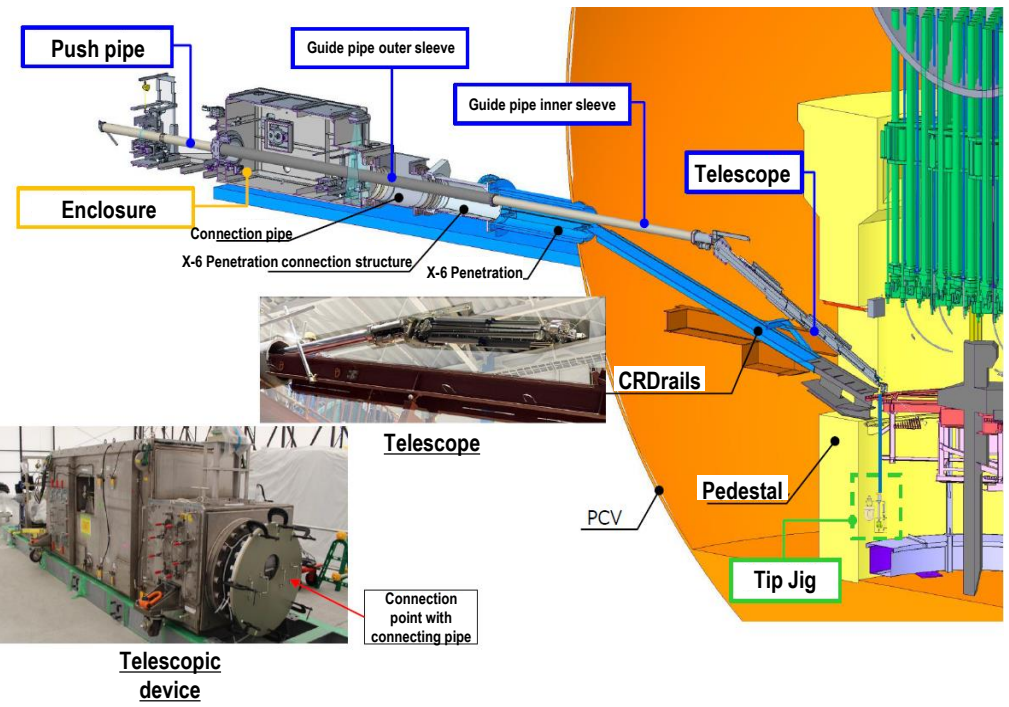 Push pipe
Guide pipe outer sleeve
Guide pipe inner sleeve
Telescope
Enclosure
Connection pipe
X-6 Penetration connection structure
X-6 Penetration
CRDrails
Telescope
Pedestal
PCV
Tip Jig
Connection
point with
connecting pipe
Telescopic
device